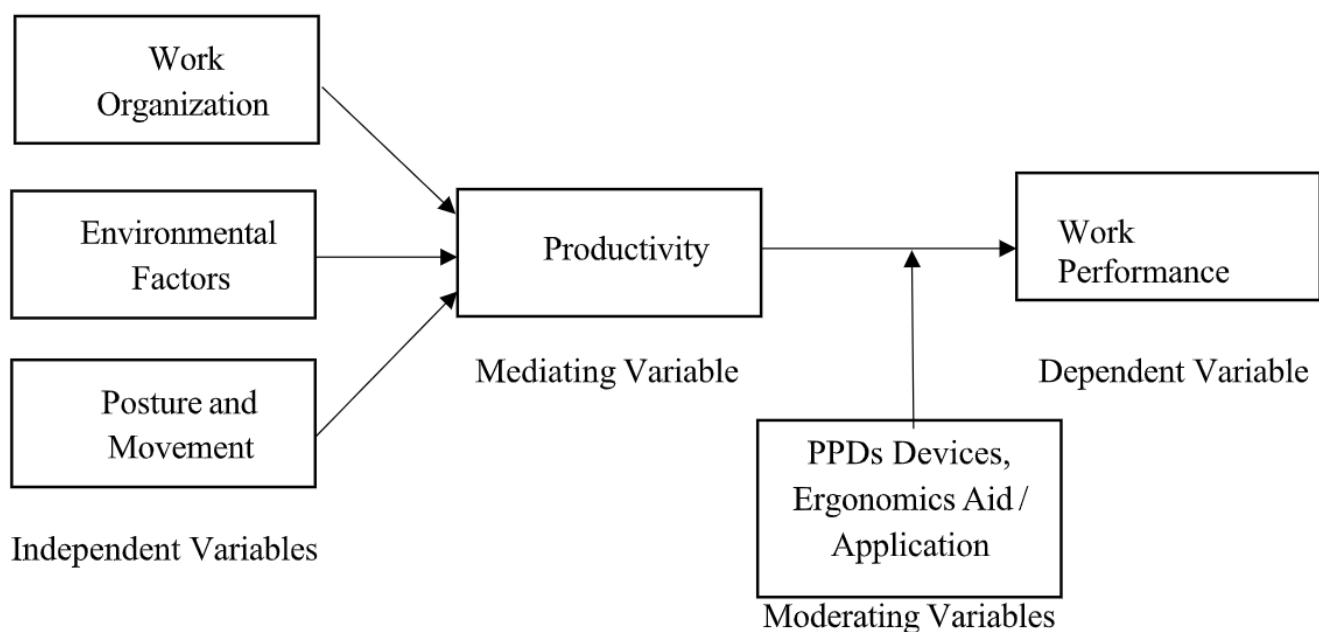 Work
Organization
Environmental
Factors
Posture and
Movement
Independent Variables
Productivity
Mediating Variable
Work
Performance
Dependent Variable
PPDs Devices,
Ergonomics Aid /
Application
Moderating Variables